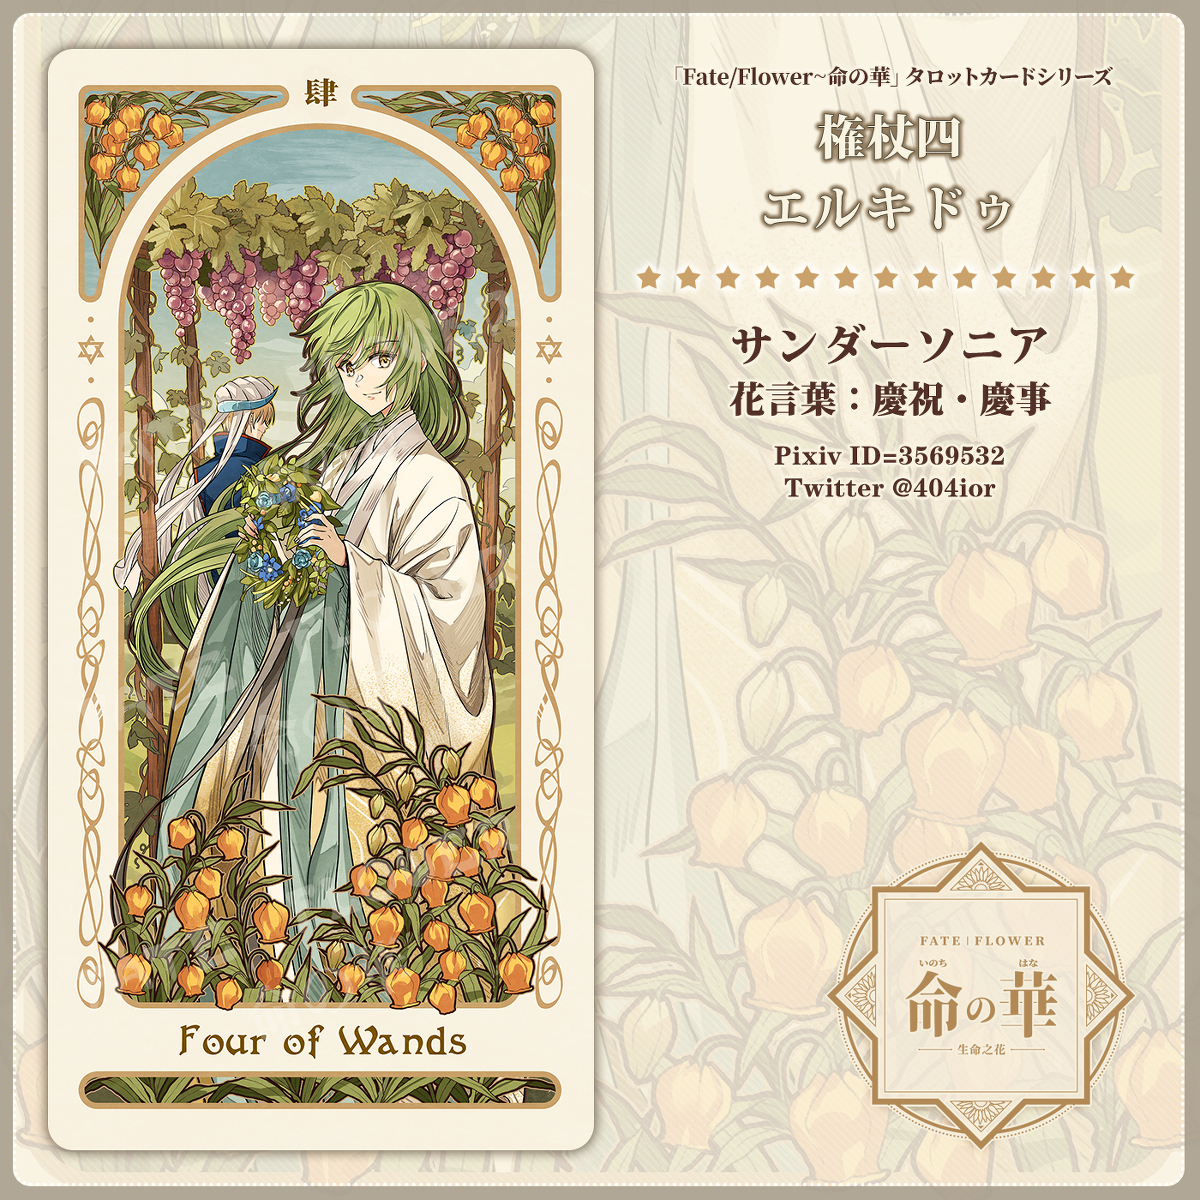 肆
Four of Wands
「Fate/Flower~命の華」タロットカードシリーズ
権杖四
エルキドゥ
サンダーソニア
花言葉：慶祝・慶事
Pixiv ID=3569532
Twitter @404ior
FATE | FLOWER
いのち はな
命の華
生命之花